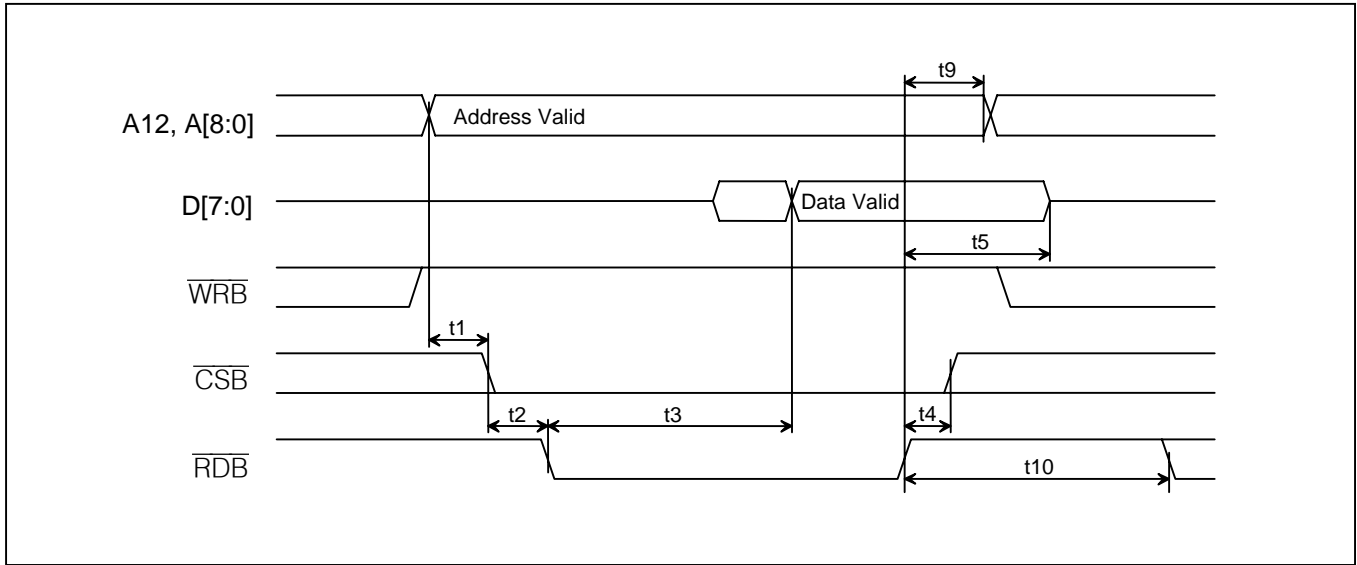 t9
A12, A[8:0]
Address Valid
D[7:0]
Data Valid
t5
WRB
t1
CSB
t2
t3
t4
RDB
t10